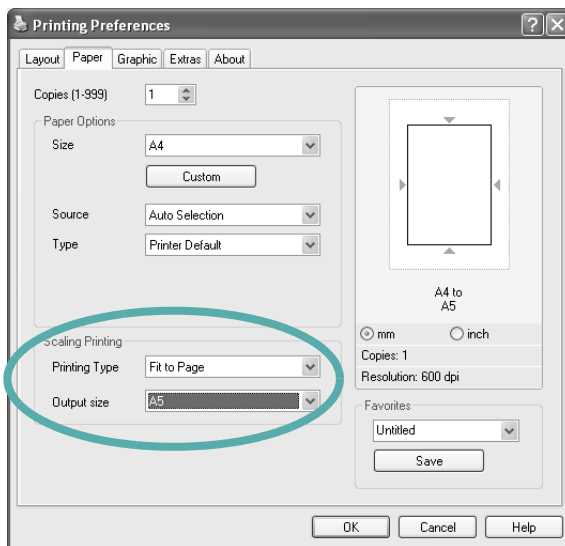 Printing Preferences
Layout Paper Graphic Extras About
Copies (1-999) 1
Paper Options
Size A4
Custom
Source Auto Selection
Type Printer Default
Scaling Printing
Printing Type Fit to Page
Output size A5
A4 to
A5
mm inch
Copies: 1
Resolution: 600 dpi
Favorites
Untitled
Save
OK Cancel Help